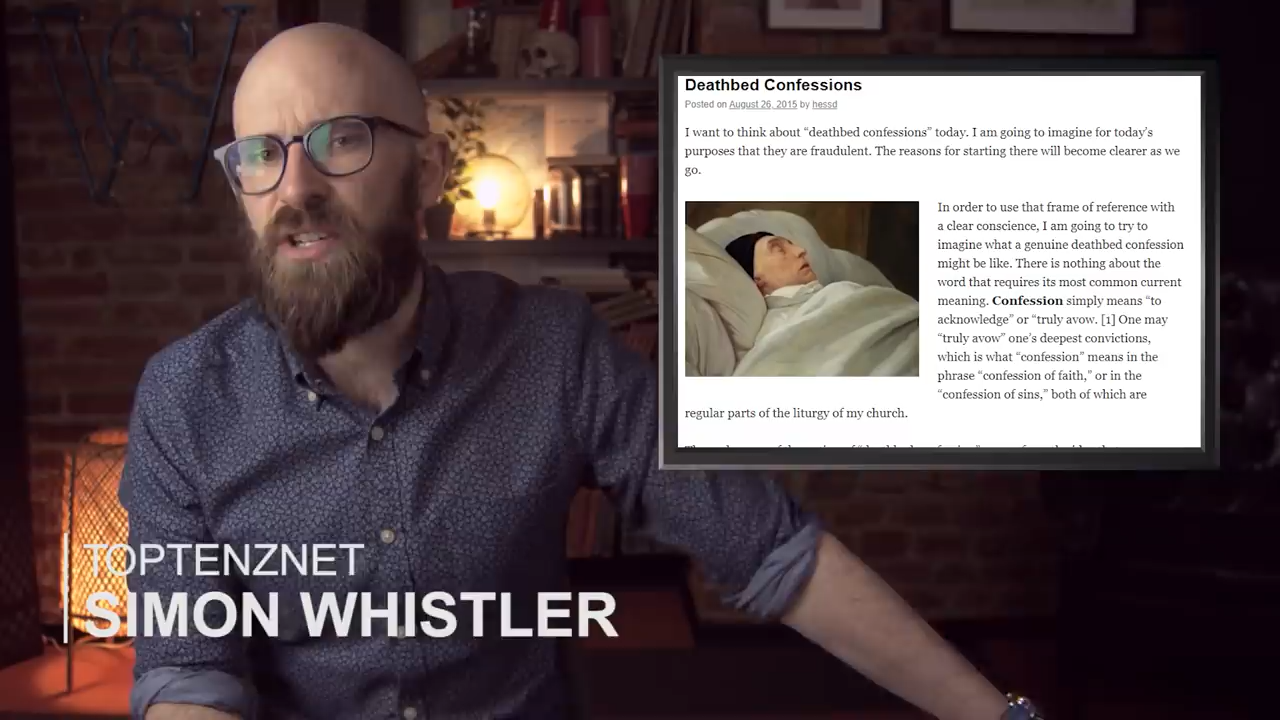 Deathbed Confessions
Posted on August 26, 2015 by hessd
I want to think about “deathbed confessions” today. I am going to imagine for today’s
purposes that they are fraudulent. The reasons for starting there will become clearer as we
go.
In order to use that frame of reference with
a clear conscience, I am going to try to
imagine what a genuine deathbed confession
might be like. There is nothing about the
word that requires its most common current
meaning. Confession simply means “to
acknowledge” or “truly avow. [1] One may
“truly avow” one’s deepest convictions,
which is what “confession” means in the
phrase “confession of faith,” or in the
“confession of sins,” both of which are
regular parts of the liturgy of my church.
TOPTENZNET
SIMON WHISTLER